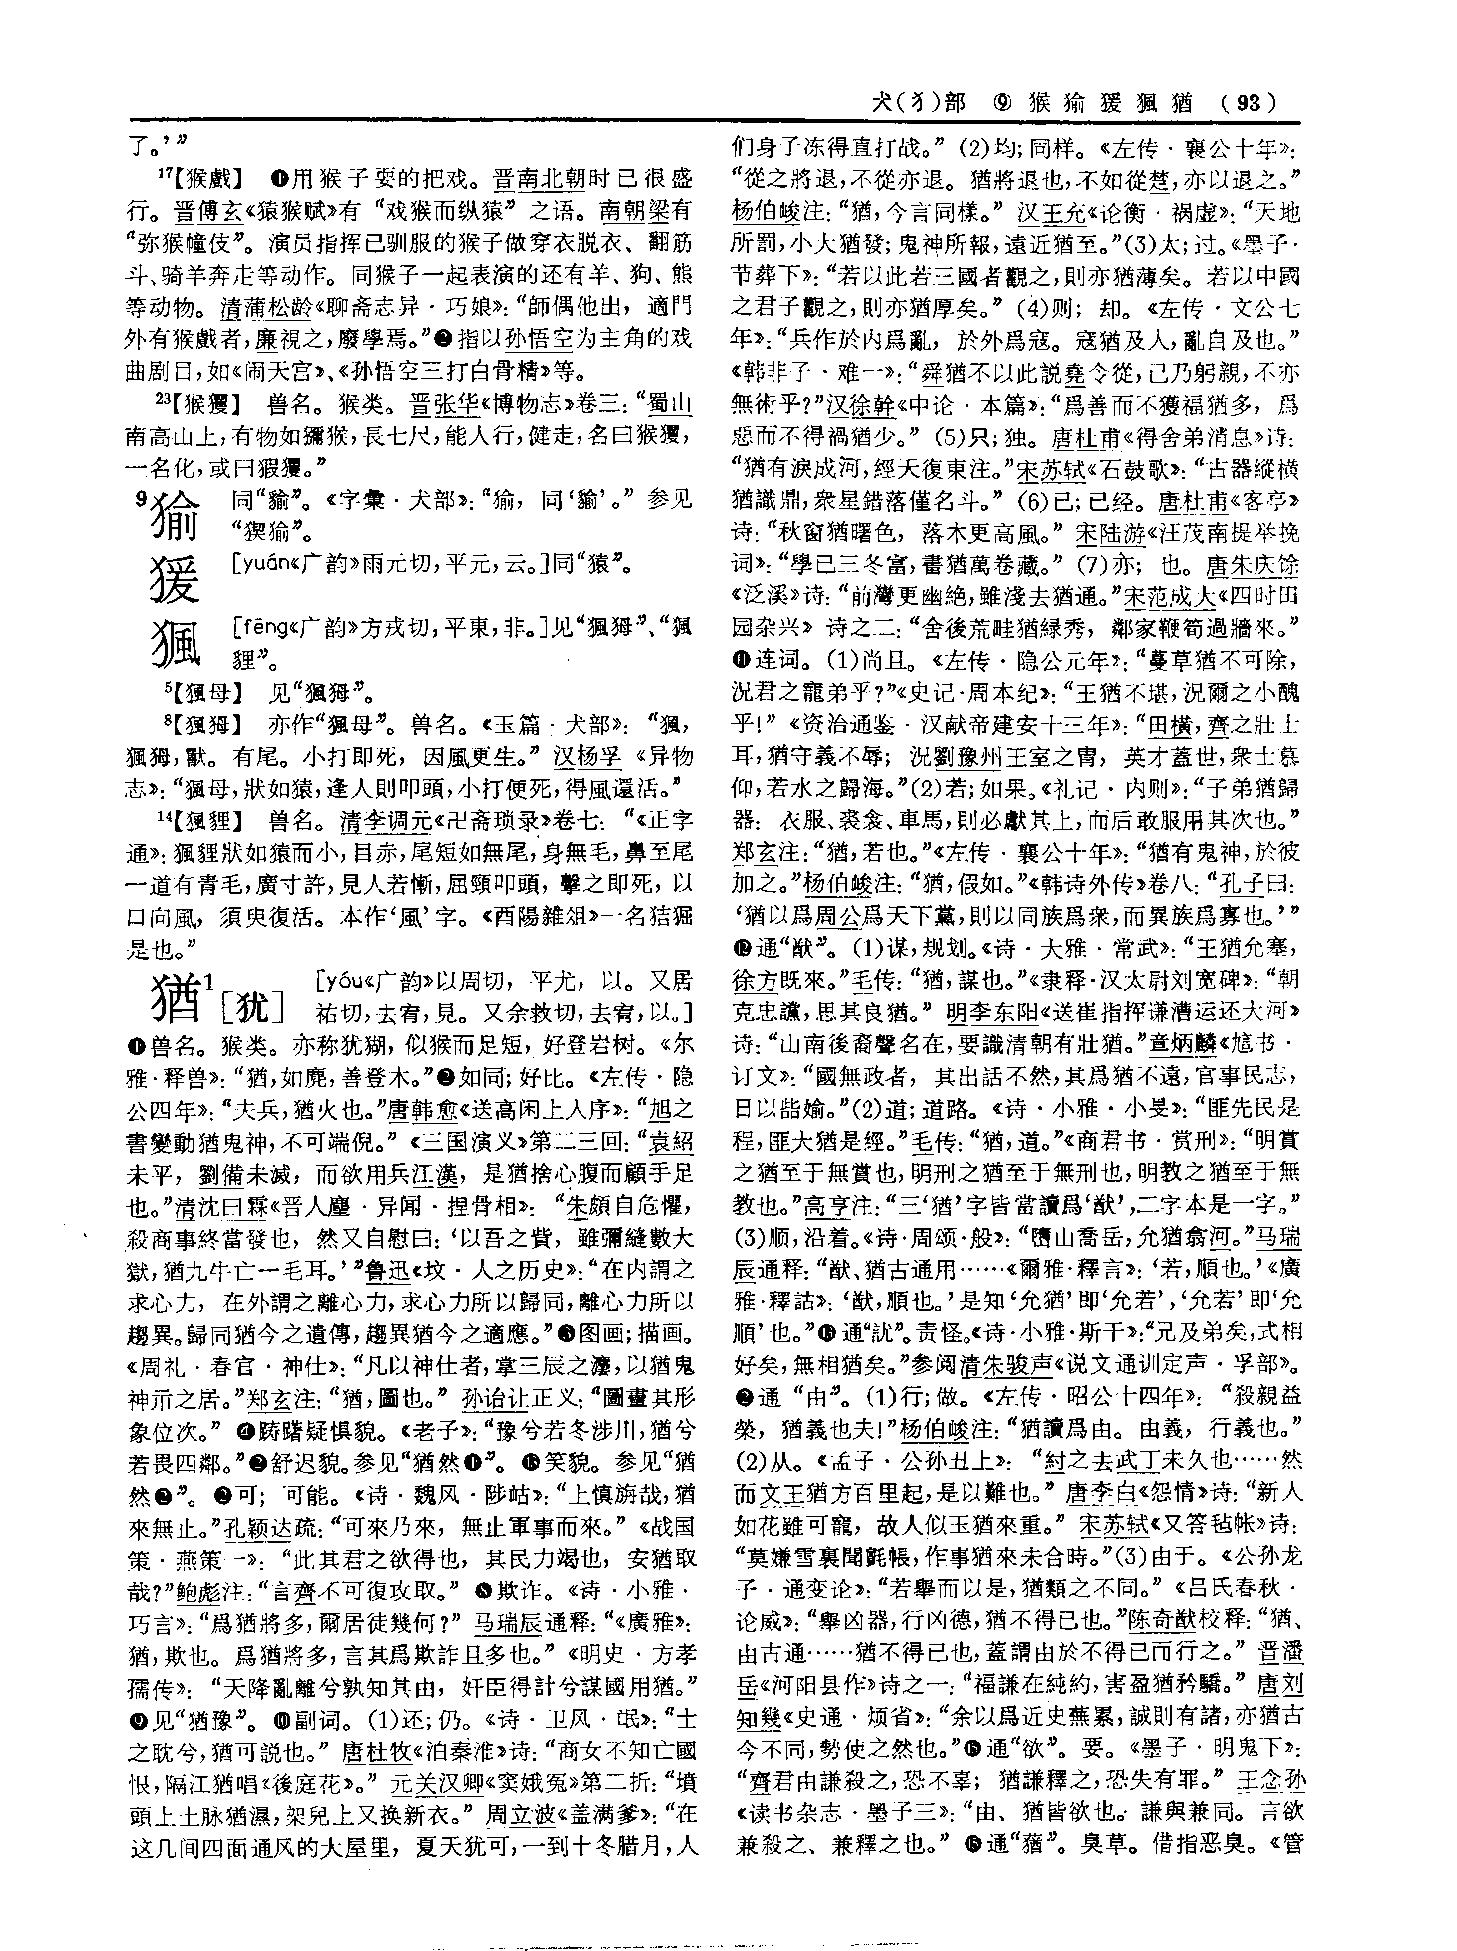 犬(犭)部 ⑨ 猴㺄猨猦猶 (93)
了。’”
17【猴戲】 ❶用猴子耍的把戏。晋南北朝时已很盛
行。晋傅玄《猿猴赋》有“戏猴而纵猿”之语。南朝梁有
“弥猴幢伎”。演员指挥已驯服的猴子做穿衣脱衣、翻筋
斗、骑羊奔走等动作。同猴子一起表演的还有羊、狗、熊
等动物。清蒲松龄《聊斋志异·巧娘》:“師偶他出，適門
外有猴戲者，廉視之，廢學焉。”❷指以孙悟空为主角的戏
曲剧目，如《闹天宫》、《孙悟空三打白骨精》等。
23【猴玃】 兽名。猴类。晋张华《博物志》卷三:“蜀山
南高山上，有物如獼猴，長七尺，能人行，健走，名曰猴玃，
一名化，或曰猳玃。”
9㺄 同“貐”。《字彙·犬部》:“㺄，同‘貐’。”参见
“猰㺄”。
猨 [yuán《广韵》雨元切，平元，云。]同“猿”。
猦 [fēng《广韵》方戎切，平東，非。]见“猦㺳”、“猦
狸”。
5【猦母】 见“猦㺳”。
8【猦㺳】 亦作“猦母”。兽名。《玉篇·犬部》:“猦，
猦㺳，獸。有尾。小打即死，因風更生。”汉杨孚《异物
志》:“猦母，狀如猿，逢人則叩頭，小打便死，得風還活。”
14【猦貍】 兽名。清李调元《卍斋琐录》卷七:“《正字
通》:猦貍狀如猿而小，目赤，尾短如無尾，身無毛，鼻至尾
一道有青毛，廣寸許，見人若慚，屈頸叩頭，擊之即死，以
口向風，須臾復活。本作‘風’字。《酉陽雜俎》一名狤𤟎
是也。”
猶1[犹] [yóu《广韵》以周切，平尤，以。又居
祐切，去宥，見。又余救切，去宥，以。]
❶兽名。猴类。亦称犹猢，似猴而足短，好登岩树。《尔
雅·释兽》:“猶，如麂，善登木。”❷如同;好比。《左传·隐
公四年》:“夫兵，猶火也。”唐韩愈《送高闲上人序》:“旭之
書變動猶鬼神，不可端倪。”《三国演义》第二三回:“袁紹
未平，劉備未滅，而欲用兵江漢，是猶捨心腹而顧手足
也。”清沈曰霖《晋人麈·异闻·捏骨相》:“朱頗自危懼，
殺商事終當發也，然又自慰曰:‘以吾之貲，雖彌縫數大
獄，猶九牛亡一毛耳。’”鲁迅《坟·人之历史》:“在内謂之
求心力，在外謂之離心力，求心力所以歸同，離心力所以
趨異。歸同猶今之遺傳，趨異猶今之適應。”❸图画;描画。
《周礼·春官·神仕》:“凡以神仕者，掌三辰之灋，以猶鬼
神示之居。”郑玄注:“猶，圖也。”孙诒让正义:“圖畫其形
象位次。”❹踌躇疑惧貌。《老子》:“豫兮若冬涉川，猶兮
若畏四鄰。”❺舒迟貌。参见“猶然❶”。❻笑貌。参见“猶
然❷”。❼可;可能。《诗·魏风·陟岵》:“上慎旃哉，猶
來無止。”孔颖达疏:“可來乃來，無止軍事而來。”《战国
策·燕策一》:“此其君之欲得也，其民力竭也，安猶取
哉?”鲍彪注:“言齊不可復攻取。”❽欺诈。《诗·小雅·
巧言》:“爲猶將多，爾居徒幾何?”马瑞辰通释:“《廣雅》:
猶，欺也。爲猶將多，言其爲欺詐且多也。”《明史·方孝
孺传》:“天降亂離兮孰知其由，奸臣得計兮謀國用猶。”
❾见“猶豫”。❿副词。(1)还;仍。《诗·卫风·氓》:“士
之耽兮，猶可説也。”唐杜牧《泊秦淮》诗:“商女不知亡國
恨，隔江猶唱《後庭花》。”元关汉卿《窦娥冤》第二折:“墳
頭上土脉猶濕，架兒上又换新衣。”周立波《盖满爹》:“在
这几间四面通风的大屋里，夏天犹可，一到十冬腊月，人
们身子冻得直打战。”(2)均;同样。《左传·襄公十年》:
“從之將退，不從亦退。猶將退也，不如從楚，亦以退之。”
杨伯峻注:“猶，今言同樣。”汉王充《论衡·祸虚》:“天地
所罰，小大猶發;鬼神所報，遠近猶至。”(3)太;过。《墨子·
节葬下》:“若以此若三國者觀之，則亦猶薄矣。若以中國
之君子觀之，則亦猶厚矣。”(4)则;却。《左传·文公七
年》:“兵作於内爲亂，於外爲寇。寇猶及人，亂自及也。”
《韩非子·难一》:“舜猶不以此説堯令從，己乃躬親，不亦
無術乎?”汉徐幹《中论·本篇》:“爲善而不獲福猶多，爲
惡而不得禍猶少。”(5)只;独。唐杜甫《得舍弟消息》诗:
“猶有淚成河，經天復東注。”宋苏轼《石鼓歌》:“古器縱横
猶識鼎，衆星錯落僅名斗。”(6)已;已经。唐杜甫《客亭》
诗:“秋窗猶曙色，落木更高風。”宋陆游《汪茂南提举挽
词》:“學已三冬富，書猶萬卷藏。”(7)亦;也。唐朱庆馀
《泛溪》诗:“前灣更幽絶，雖淺去猶通。”宋范成大《四时田
园杂兴》诗之二:“舍後荒畦猶緑秀，鄰家鞭筍過牆來。”
⓫连词。(1)尚且。《左传·隐公元年》:“蔓草猶不可除，
況君之寵弟乎?”《史记·周本纪》:“王猶不堪，況爾之小醜
乎!”《资治通鉴·汉献帝建安十三年》:“田横，齊之壯士
耳，猶守義不辱;況劉豫州王室之胄，英才蓋世，衆士慕
仰，若水之歸海。”(2)若;如果。《礼记·内则》:“子弟猶歸
器:衣服、裘衾、車馬，則必獻其上，而后敢服用其次也。”
郑玄注:“猶，若也。”《左传·襄公十年》:“猶有鬼神，於彼
加之。”杨伯峻注:“猶，假如。”《韩诗外传》卷八:“孔子曰:
‘猶以爲周公爲天下黨，則以同族爲衆，而異族爲寡也。’”
⓬通“猷”。(1)谋，规划。《诗·大雅·常武》:“王猶允塞，
徐方既來。”毛传:“猶，謀也。”《隶释·汉太尉刘宽碑》:“朝
克忠讜，思其良猶。”明李东阳《送崔指挥谦漕运还大河》
诗:“山南後裔聲名在，要識清朝有壯猶。”章炳麟《訄书·
订文》:“國無政者，其出話不然，其爲猶不遠，官事民志，
日以呰媮。”(2)道;道路。《诗·小雅·小旻》:“匪先民是
程，匪大猶是經。”毛传:“猶，道。”《商君书·赏刑》:“明賞
之猶至于無賞也，明刑之猶至于無刑也，明教之猶至于無
教也。”高亨注:“三‘猶’字皆當讀爲‘猷’，二字本是一字。”
(3)顺，沿着。《诗·周颂·般》:“嶞山喬岳，允猶翕河。”马瑞
辰通释:“猷、猶古通用……《爾雅·釋言》:‘若，順也。’《廣
雅·釋詁》:‘猷，順也。’是知‘允猶’即‘允若’，‘允若’即‘允
順’也。”⓭通“訧”。责怪。《诗·小雅·斯干》:“兄及弟矣，式相
好矣，無相猶矣。”参阅清朱骏声《说文通训定声·孚部》。
⓮通“由”。(1)行;做。《左传·昭公十四年》:“殺親益
榮，猶義也夫!”杨伯峻注:“猶讀爲由。由義，行義也。”
(2)从。《孟子·公孙丑上》:“紂之去武丁未久也……然
而文王猶方百里起，是以難也。”唐李白《怨情》诗:“新人
如花雖可寵，故人似玉猶來重。”宋苏轼《又答毡帐》诗:
“莫嫌雪裏閒氈帳，作事猶來未合時。”(3)由于。《公孙龙
子·通变论》:“若舉而以是，猶類之不同。”《吕氏春秋·
论威》:“舉凶器，行凶德，猶不得已也。”陈奇猷校释:“猶、
由古通……猶不得已也，蓋謂由於不得已而行之。”晋潘
岳《河阳县作》诗之一:“福謙在純約，害盈猶矜驕。”唐刘
知幾《史通·烦省》:“余以爲近史蕪累，誠則有諸，亦猶古
今不同，勢使之然也。”⓯通“欲”。要。《墨子·明鬼下》:
“齊君由謙殺之，恐不辜;猶謙釋之，恐失有罪。”王念孙
《读书杂志·墨子三》:“由、猶皆欲也。謙與兼同。言欲
兼殺之、兼釋之也。”⓰通“蕕”。臭草。借指恶臭。《管